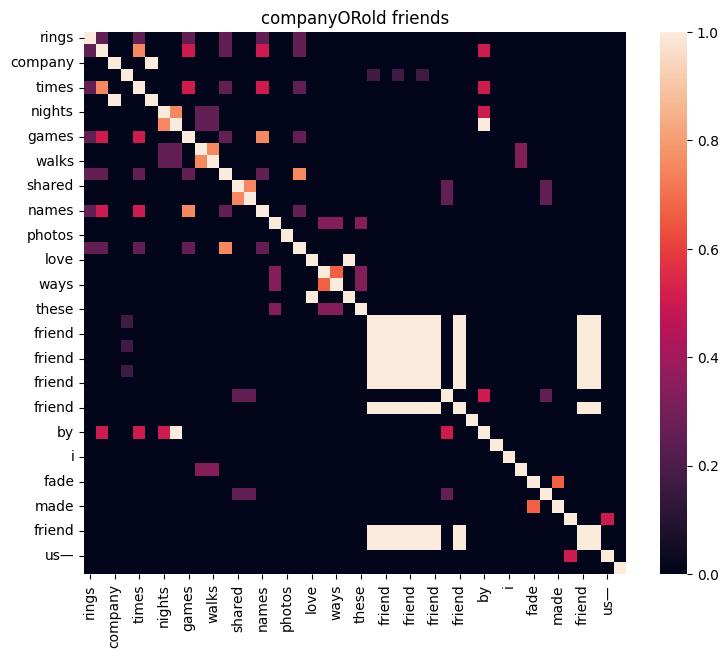 companyORold friends
rings
company
times
nights
games
walks
shared
names
photos
love
ways
these
friend
friend
friend
friend
by
i
fade
made
friend
us—
1.0
0.8
0.6
0.4
0.2
0.0
rings
company
times
nights
games
walks
shared
names
photos
love
ways
these
friend
friend
friend
friend
by
i
fade
made
friend
us—